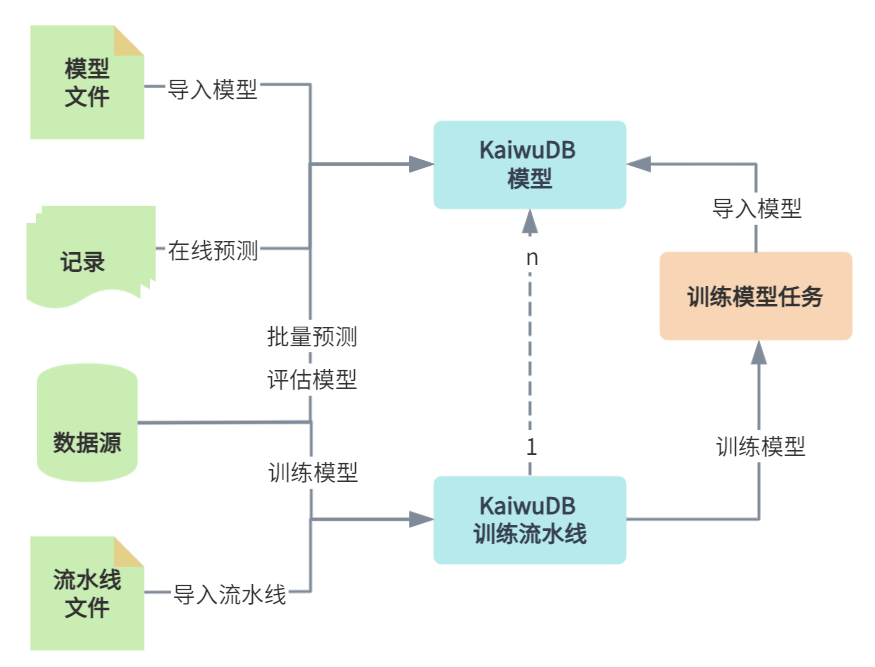 模型
文件
导入模型
KaiwuDB
模型
导入模型
记录
在线预测
n
训练模型任务
批量预测
评估模型
数据源
1
训练模型
训练模型
KaiwuDB
训练流水线
流水线
文件
导入流水线